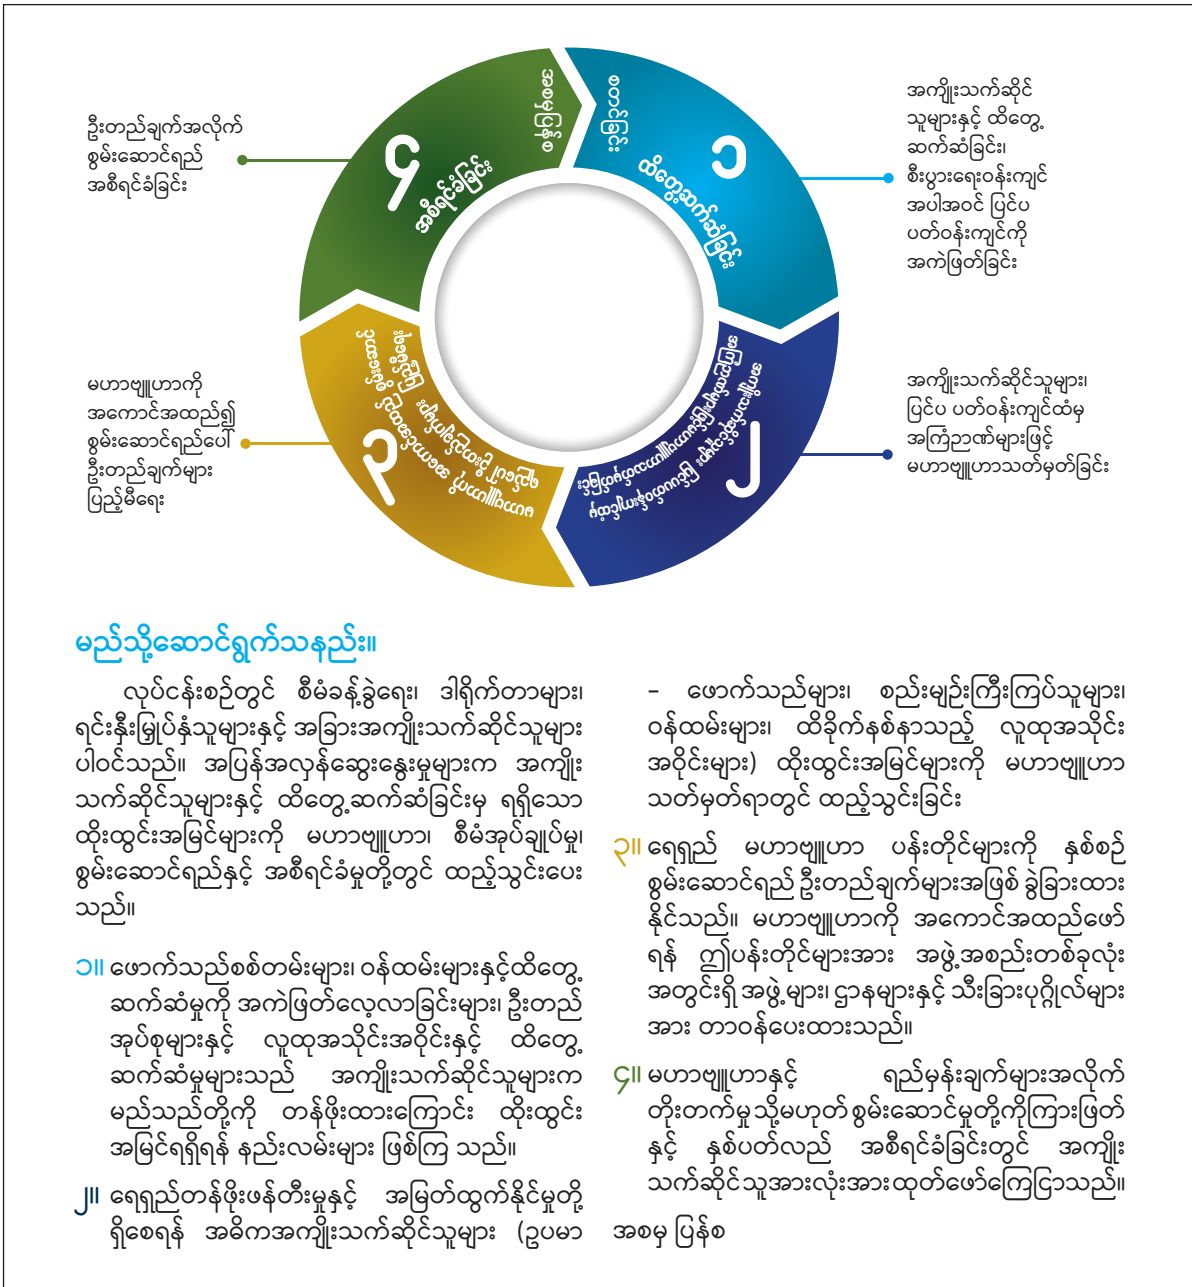 ဦးတည်ချက်အလိုက်
စွမ်းဆောင်ရည်
အစီရင်ခံခြင်း
၄
အစီရင်ခံခြင်း
အကျိုးသက်ဆိုင်
သူများနှင့် ထိတွေ့
ဆက်ဆံခြင်း၊
စီးပွားရေးဝန်းကျင်
အပါအဝင် ပြင်ပ
ပတ်ဝန်းကျင်ကို
အကဲဖြတ်ခြင်း
၁
ထိတွေ့ဆက်ဆံခြင်း
မဟာဗျူဟာကို
အကောင်အထည်၍
စွမ်းဆောင်ရည်ပေါ်
ဦးတည်ချက်များ
ပြည့်မီရေး
၃
အကျိုးသက်ဆိုင်သူများ၊
ပြင်ပ ပတ်ဝန်းကျင်ထံမှ
အကြံဉာဏ်များဖြင့်
မဟာဗျူဟာသတ်မှတ်ခြင်း
၂
မည်သို့ဆောင်ရွက်သနည်း။
လုပ်ငန်းစဉ်တွင် စီမံခန့်ခွဲရေး၊ ဒါရိုက်တာများ၊
ရင်းနှီးမြှုပ်နှံသူများနှင့် အခြားအကျိုးသက်ဆိုင်သူများ
ပါဝင်သည်။ အပြန်အလှန်ဆွေးနွေးမှုများက အကျိုး
သက်ဆိုင်သူများနှင့် ထိတွေ့ဆက်ဆံခြင်းမှ ရရှိသော
ထိုးထွင်းအမြင်များကို မဟာဗျူဟာ၊ စီမံအုပ်ချုပ်မှု၊
စွမ်းဆောင်ရည်နှင့် အစီရင်ခံမှုတို့တွင် ထည့်သွင်းပေး
သည်။
၁။ ဖောက်သည်စစ်တမ်းများ၊ ဝန်ထမ်းများနှင့်ထိတွေ့
ဆက်ဆံမှုကို အကဲဖြတ်လေ့လာခြင်းများ၊ ဦးတည်
အုပ်စုများနှင့် လူထုအသိုင်းအဝိုင်းနှင့် ထိတွေ့
ဆက်ဆံမှုများသည် အကျိုးသက်ဆိုင်သူများက
မည်သည်တို့ကို တန်ဖိုးထားကြောင်း ထိုးထွင်း
အမြင်ရရှိရန် နည်းလမ်းများ ဖြစ်ကြ သည်။
၂။ ရေရှည်တန်ဖိုးဖန်တီးမှုနှင့် အမြတ်ထွက်နိုင်မှုတို့
ရှိစေရန် အဓိကအကျိုးသက်ဆိုင်သူများ (ဥပမာ
– ဖောက်သည်များ၊ စည်းမျဉ်းကြီးကြပ်သူများ၊
ဝန်ထမ်းများ၊ ထိခိုက်နစ်နာသည့် လူထုအသိုင်း
အဝိုင်းများ) ထိုးထွင်းအမြင်များကို မဟာဗျူဟာ
သတ်မှတ်ရာတွင် ထည့်သွင်းခြင်း
၃။ ရေရှည် မဟာဗျူဟာ ပန်းတိုင်များကို နှစ်စဉ်
စွမ်းဆောင်ရည် ဦးတည်ချက်များအဖြစ် ခွဲခြားထား
နိုင်သည်။ မဟာဗျူဟာကို အကောင်အထည်ဖော်
ရန် ဤပန်းတိုင်များအား အဖွဲ့အစည်းတစ်ခုလုံး
အတွင်းရှိ အဖွဲ့များ၊ ဌာနများနှင့် သီးခြားပုဂ္ဂိုလ်များ
အား တာဝန်ပေးထားသည်။
၄။ မဟာဗျူဟာနှင့် ရည်မှန်းချက်များအလိုက်
တိုးတက်မှုသို့မဟုတ် စွမ်းဆောင်မှုတို့ကိုကြားဖြတ်
နှင့် နှစ်ပတ်လည် အစီရင်ခံခြင်းတွင် အကျိုး
သက်ဆိုင်သူအားလုံးအားထုတ်ဖော်ကြေငြာသည်။
အစမှ ပြန်စ